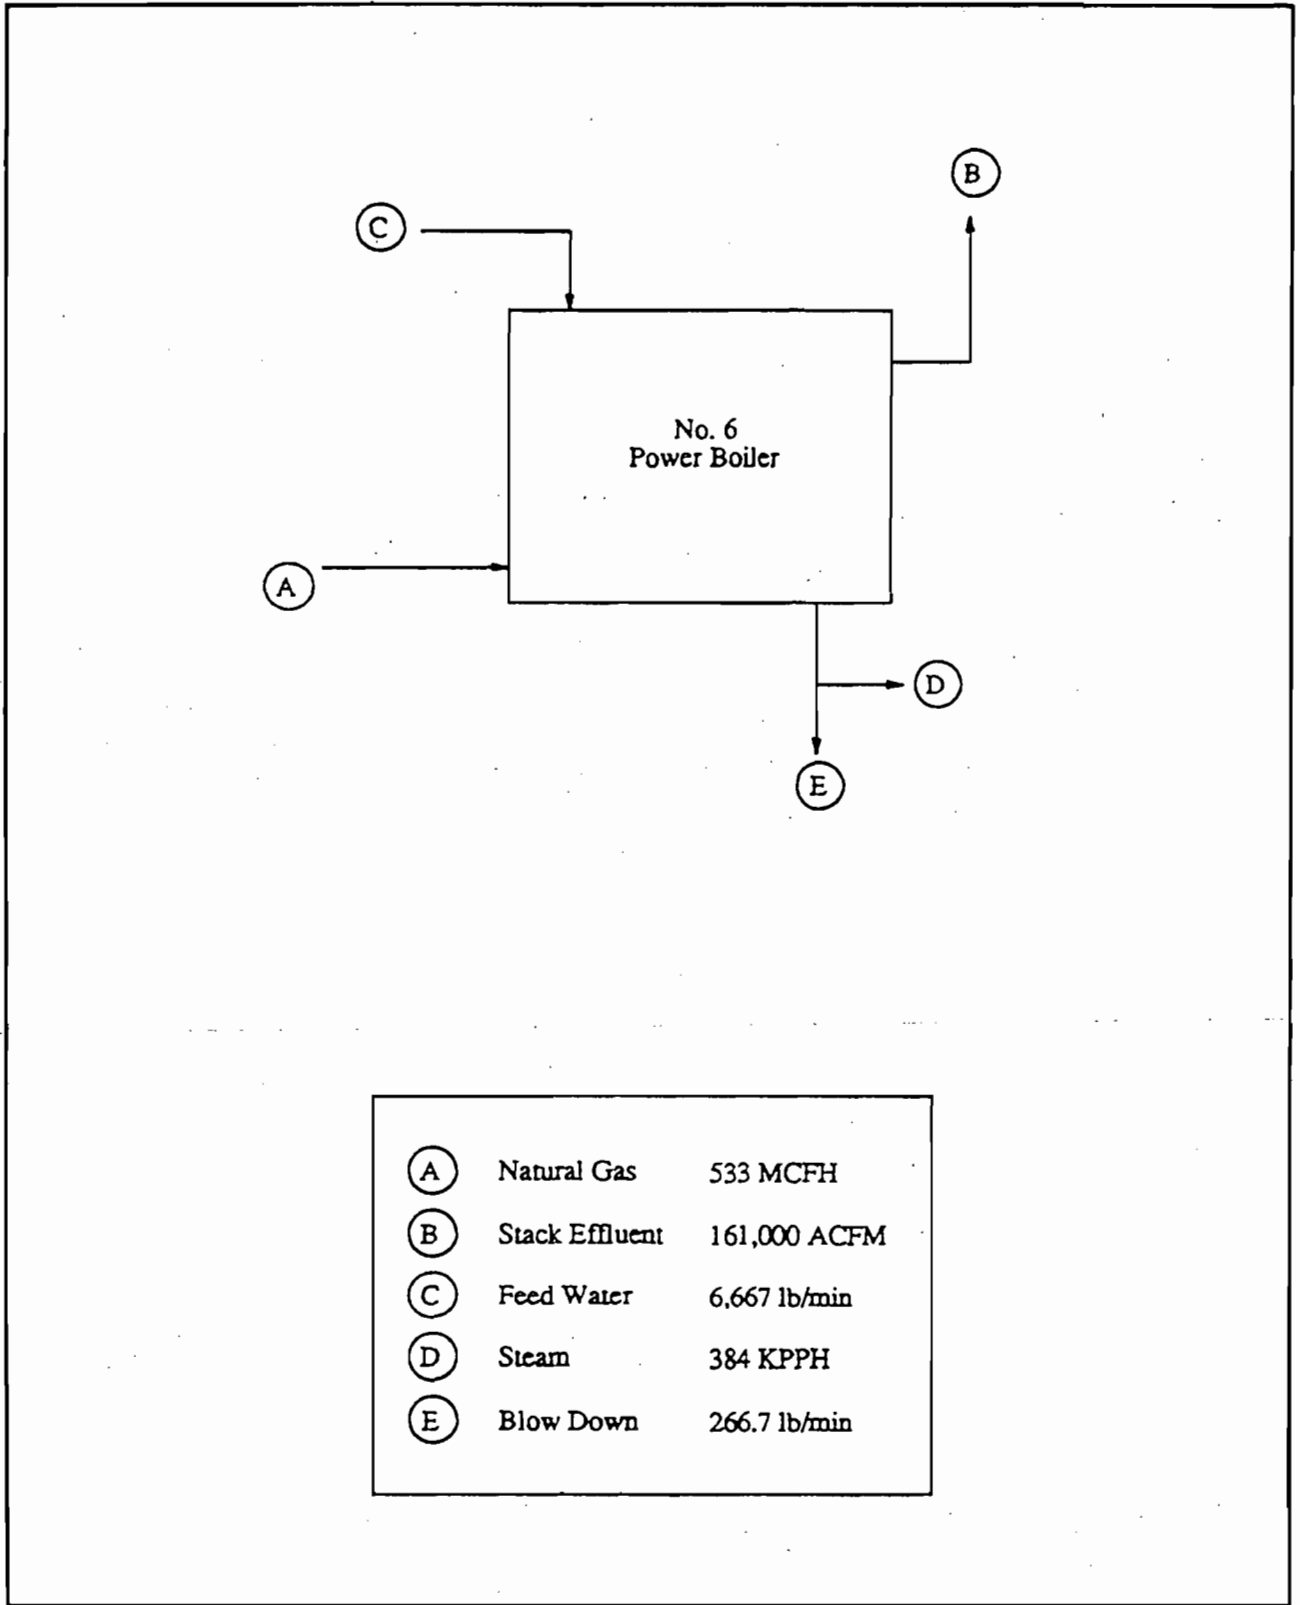 B
C
No. 6
Power Boiler
A
D
E
A Natural Gas 533 MCFH
B Stack Effluent 161,000 ACFM
C Feed Water 6,667 lb/min
D Steam 384 KPPH
E Blow Down 266.7 lb/min